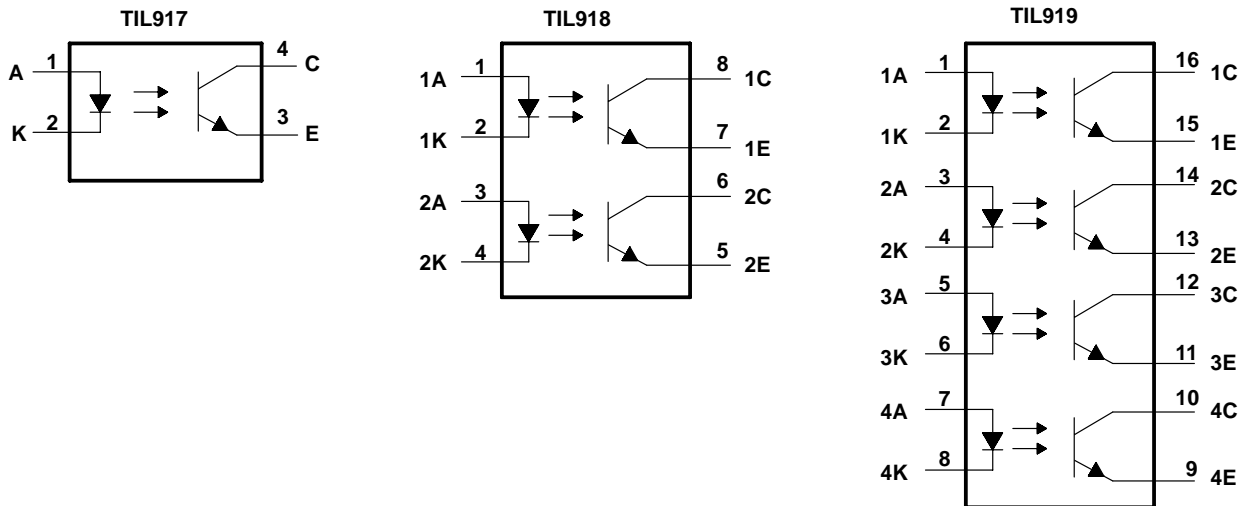 TIL917
A 1 4 C
K 2 3 E
TIL918
1A 1 8 1C
1K 2 7 1E
2A 3 6 2C
2K 4 5 2E
TIL919
1A 1 16 1C
1K 2 15 1E
2A 3 14 2C
2K 4 13 2E
3A 5 12 3C
3K 6 11 3E
4A 7 10 4C
4K 8 9 4E